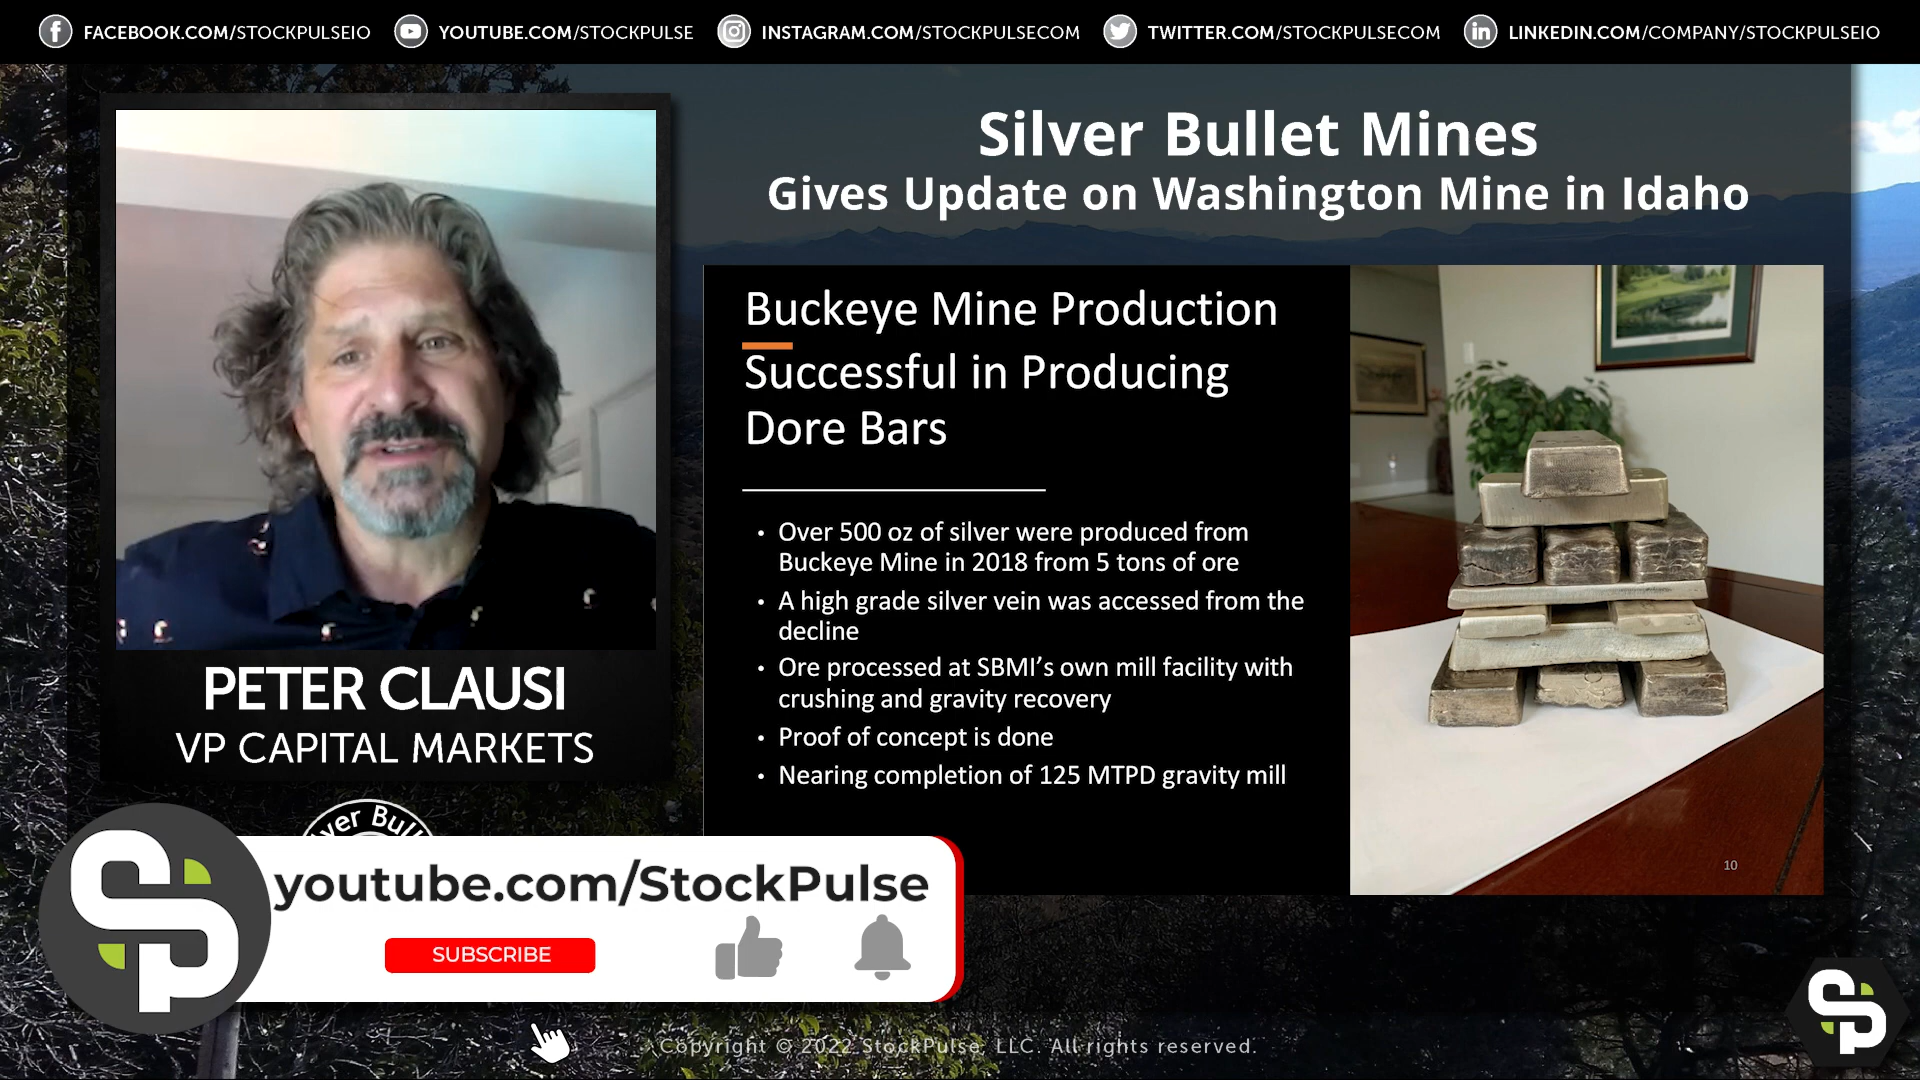 FACEBOOK.COM/STOCKPULSEIO
YOUTUBE.COM/STOCKPULSE
INSTAGRAM.COM/STOCKPULSECOM
TWITTER.COM/STOCKPULSECOM
LINKEDIN.COM/COMPANY/STOCKPULSEIO
Silver Bullet Mines
Gives Update on Washington Mine in Idaho
PETER CLAUSI
VP CAPITAL MARKETS
Buckeye Mine Production
Successful in Producing
Dore Bars
• Over 500 oz of silver were produced from
Buckeye Mine in 2018 from 5 tons of ore
• A high grade silver vein was accessed from the
decline
• Ore processed at SBMI’s own mill facility with
crushing and gravity recovery
• Proof of concept is done
• Nearing completion of 125 MTPD gravity mill
10
youtube.com/StockPulse
SUBSCRIBE
SP
SP
Copyright © 2022 StockPulse, LLC. All rights reserved.